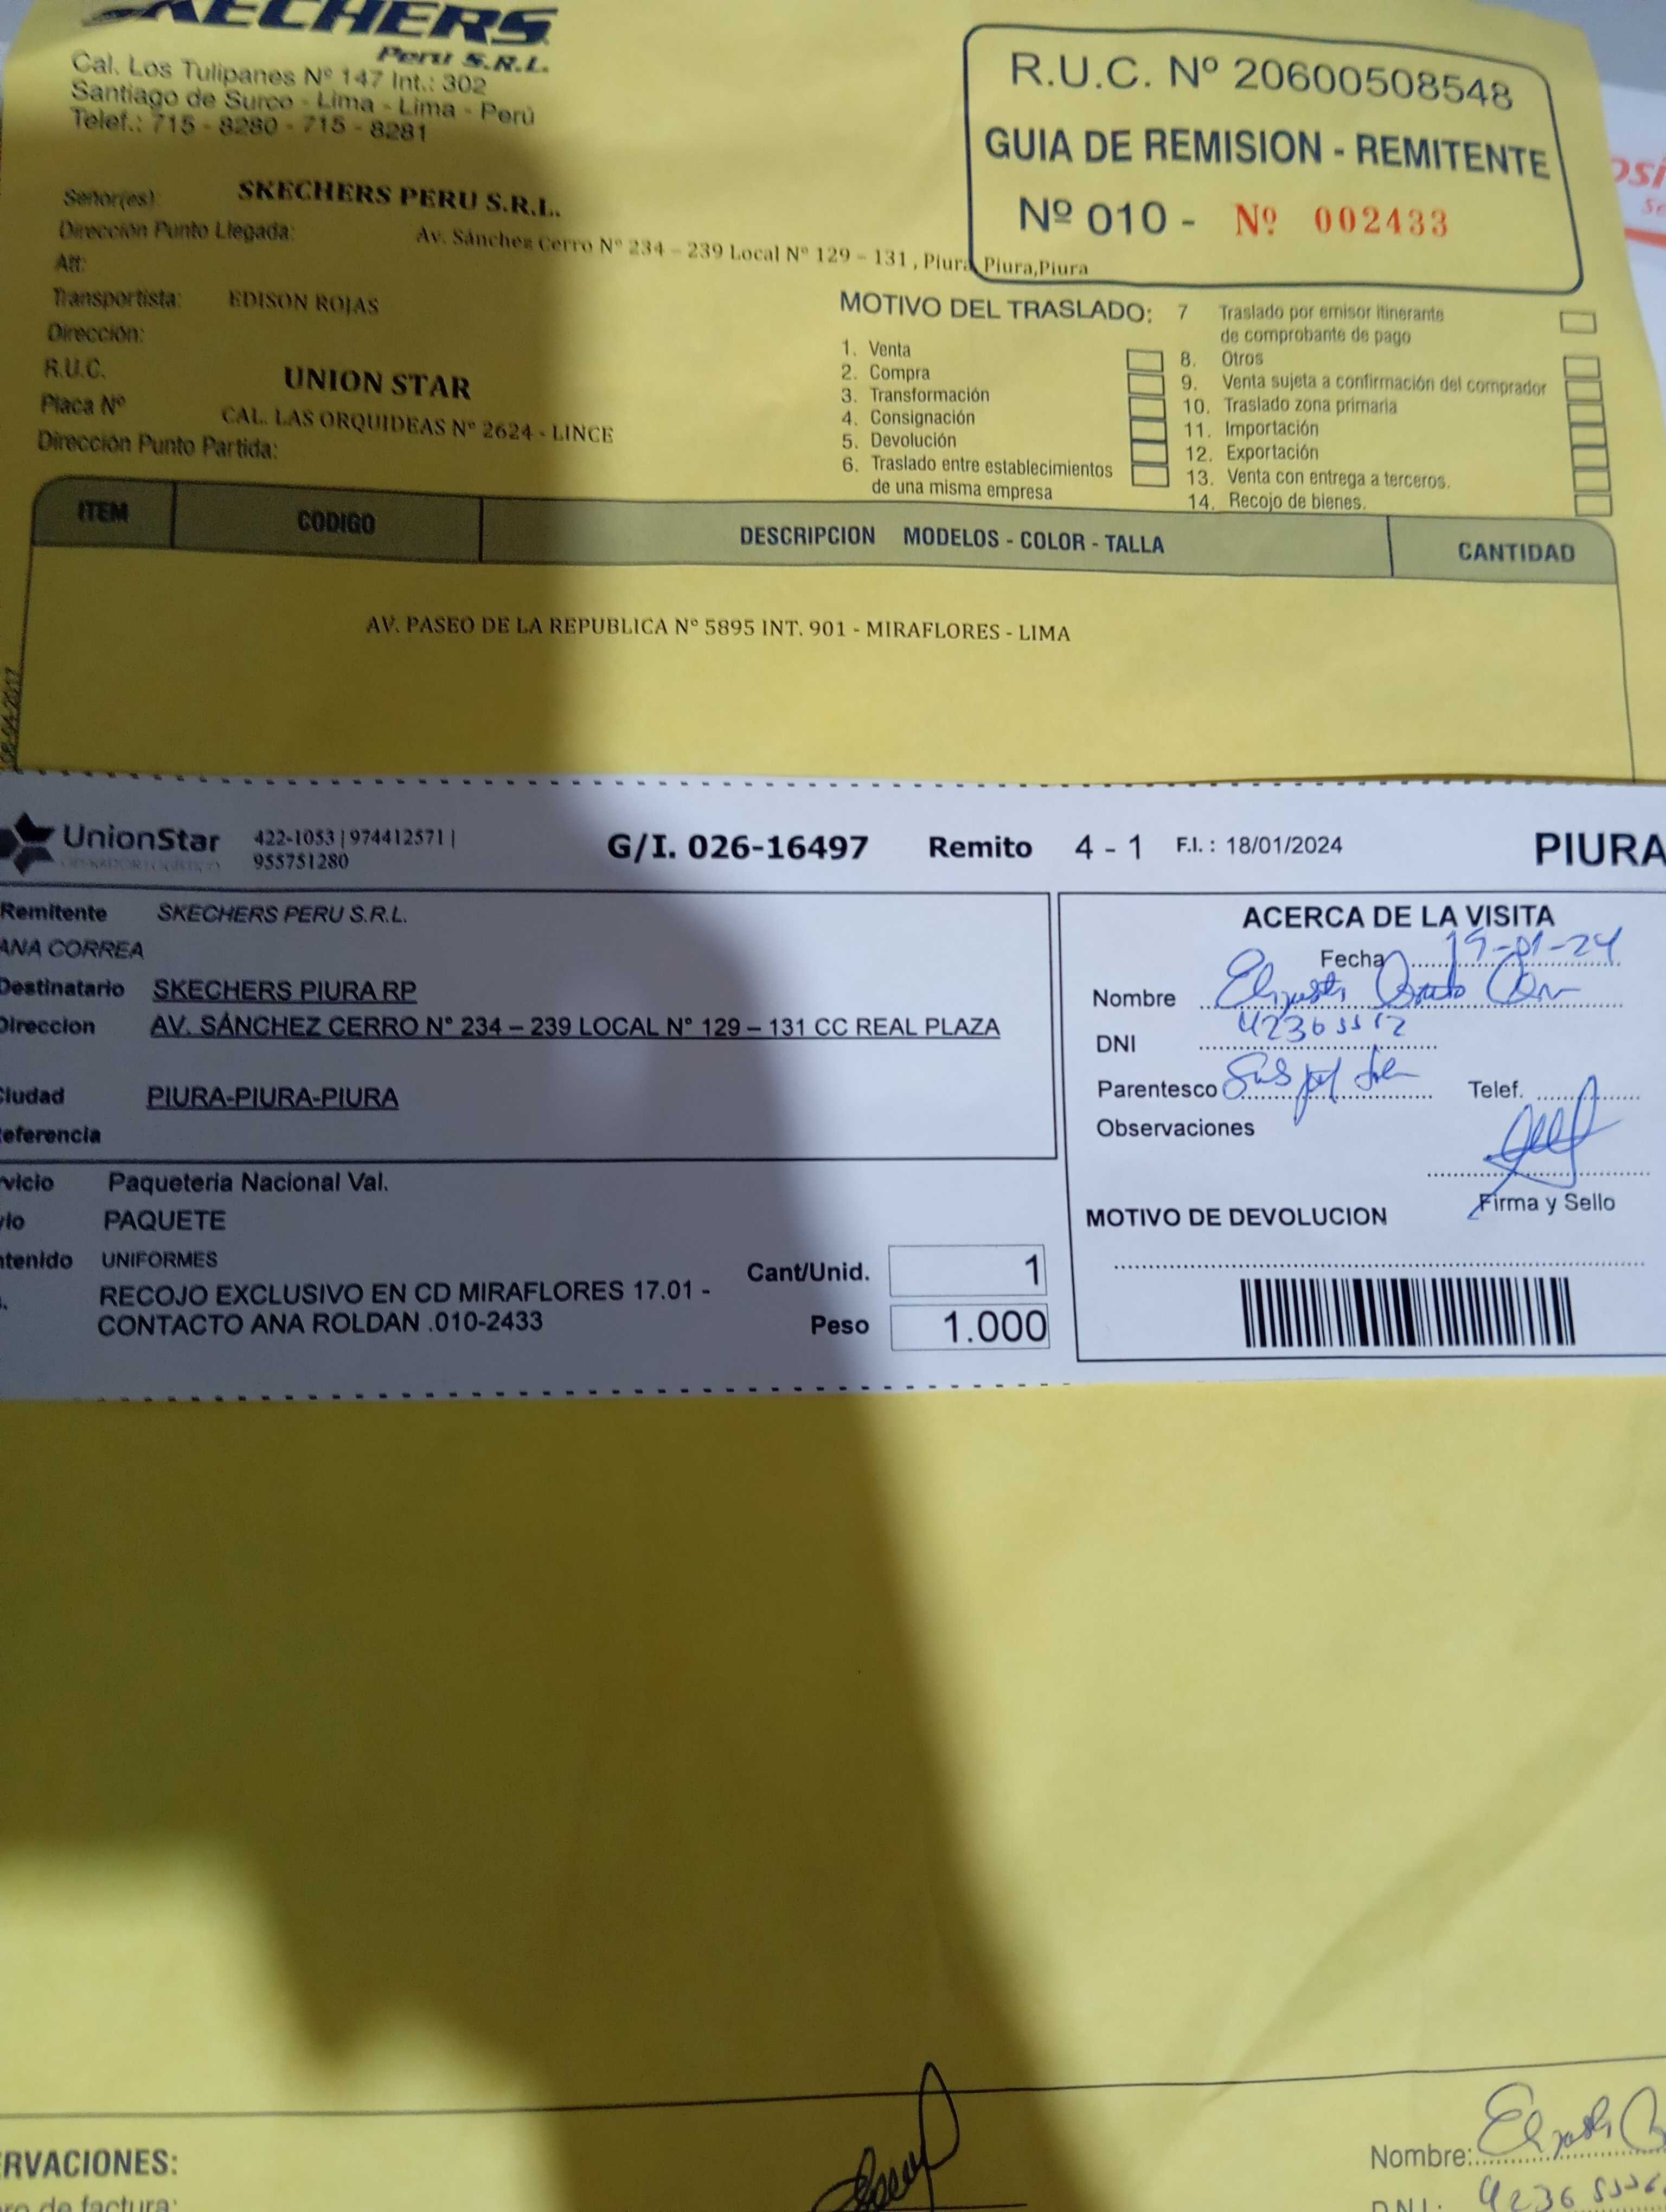 SKECHERS
Peru S.R.L.
Cal. Los Tulipanes Nº 147 Int.: 302
Santiago de Surco - Lima - Lima - Perú
Telef.: 715 - 8280 - 715 - 8281
R.U.C. Nº 20600508548
GUIA DE REMISION - REMITENTE
Nº 010 - Nº 002433
Señor(es): SKECHERS PERU S.R.L.
Dirección Punto Llegada: Av. Sánchez Cerro Nº 234 – 239 Local Nº 129 – 131 , Piura, Piura,Piura
Att:
Transportista: EDISON ROJAS
Dirección:
R.U.C. UNION STAR
Placa Nº CAL. LAS ORQUIDEAS Nº 2624 - LINCE
Dirección Punto Partida:
MOTIVO DEL TRASLADO:
1. Venta
2. Compra
3. Transformación
4. Consignación
5. Devolución
6. Traslado entre establecimientos
de una misma empresa
7 Traslado por emisor itinerante
de comprobante de pago
8. Otros
9. Venta sujeta a confirmación del comprador
10. Traslado zona primaria
11. Importación
12. Exportación
13. Venta con entrega a terceros.
14. Recojo de bienes.
ITEM CODIGO DESCRIPCION MODELOS - COLOR - TALLA CANTIDAD
AV. PASEO DE LA REPUBLICA Nº 5895 INT. 901 - MIRAFLORES - LIMA
UnionStar 422-1053 | 974412571 |
OPERADOR LOGÍSTICO 955751280
G/I. 026-16497 Remito 4 - 1 F.I. : 18/01/2024 PIURA
Remitente SKECHERS PERU S.R.L.
ANA CORREA
Destinatario SKECHERS PIURA RP
Direccion AV. SÁNCHEZ CERRO N° 234 – 239 LOCAL N° 129 – 131 CC REAL PLAZA
Ciudad PIURA-PIURA-PIURA
eferencia
vicio Paqueteria Nacional Val.
PAQUETE
ntenido UNIFORMES
RECOJO EXCLUSIVO EN CD MIRAFLORES 17.01 -
CONTACTO ANA ROLDAN .010-2433
Cant/Unid. 1
Peso 1.000
ACERCA DE LA VISITA
Fecha 19-01-24
Nombre
DNI
Parentesco
Telef.
Observaciones
Firma y Sello
MOTIVO DE DEVOLUCION
ERVACIONES:
ro de factura:
Nombre:
D.N.I.: